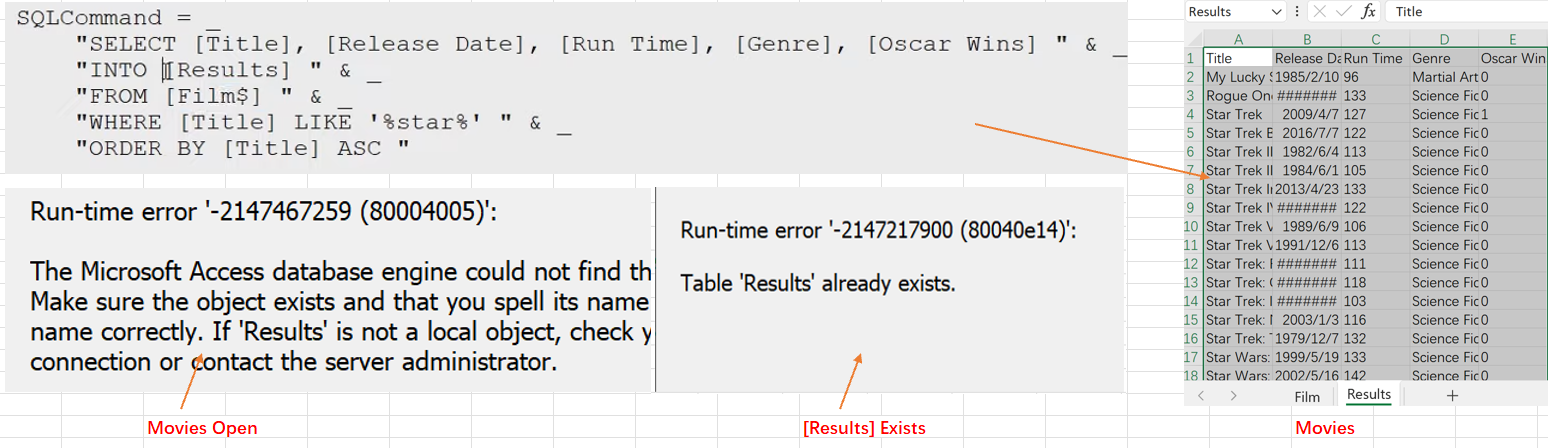 SQLCommand = _
"SELECT [Title], [Release Date], [Run Time], [Genre], [Oscar Wins] " & _
"INTO [Results] " & _
"FROM [Film$] " & _
"WHERE [Title] LIKE '%star%' " & _
"ORDER BY [Title] ASC "
Run-time error '-2147467259 (80004005)':
The Microsoft Access database engine could not find th
Make sure the object exists and that you spell its name
name correctly. If 'Results' is not a local object, check y
connection or contact the server administrator.
Movies Open
Run-time error '-2147217900 (80040e14)':
Table 'Results' already exists.
[Results] Exists
Results fx Title
A B C D E
1 Title Release Da Run Time Genre Oscar Win
2 My Lucky S 1985/2/10 96 Martial Art 0
3 Rogue One ####### 133 Science Fic 0
4 Star Trek 2009/4/7 127 Science Fic 1
5 Star Trek B 2016/7/7 122 Science Fic 0
6 Star Trek II 1982/6/4 113 Science Fic 0
7 Star Trek II 1984/6/1 105 Science Fic 0
8 Star Trek In 2013/4/23 133 Science Fic 0
9 Star Trek IV ####### 122 Science Fic 0
10 Star Trek V 1989/6/9 106 Science Fic 0
11 Star Trek V 1991/12/6 113 Science Fic 0
12 Star Trek: F ####### 111 Science Fic 0
13 Star Trek: G ####### 118 Science Fic 0
14 Star Trek: I ####### 103 Science Fic 0
15 Star Trek: N 2003/1/3 116 Science Fic 0
16 Star Trek: T 1979/12/7 132 Science Fic 0
17 Star Wars: 1999/5/19 133 Science Fic 0
18 Star Wars: 2002/5/16 142 Science Fic 0
Film Results +
Movies